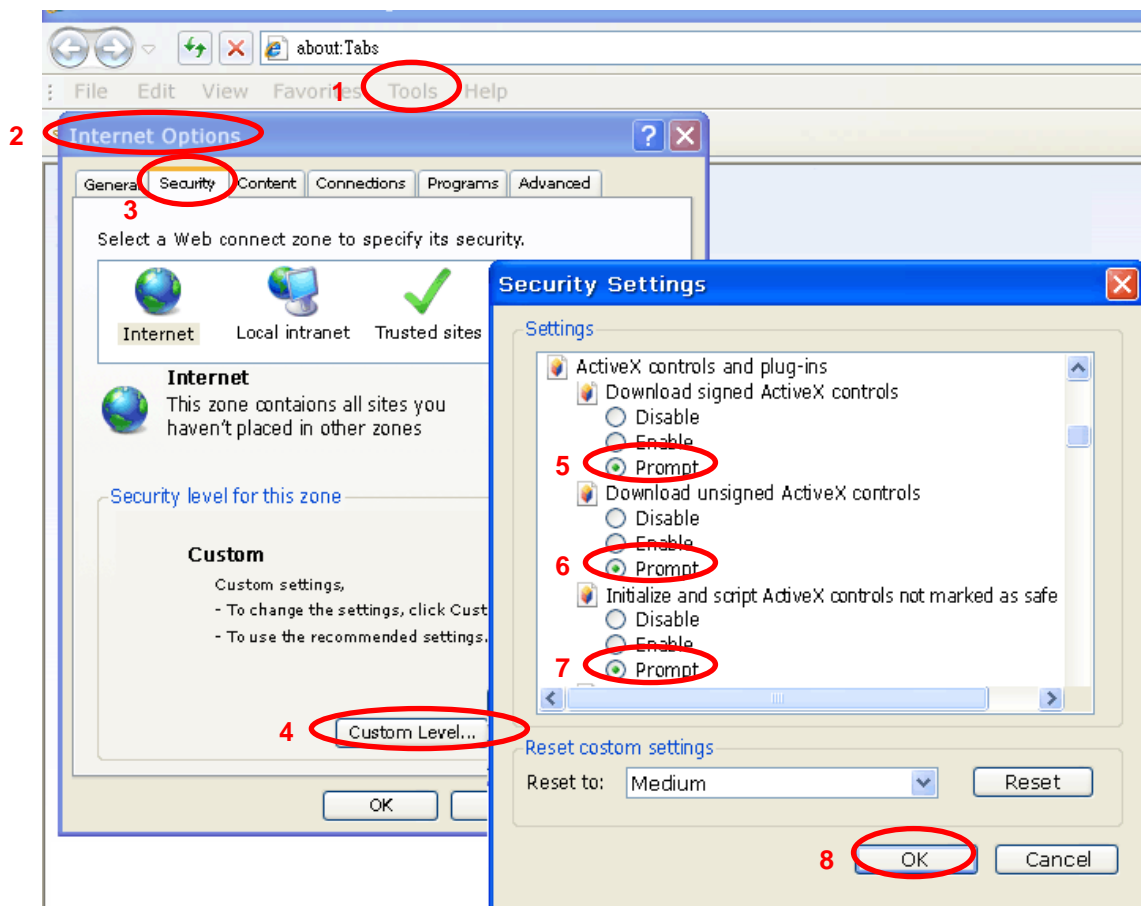 about:Tabs
File Edit View Favorites Tools Help
1
2
Internet Options
General Security Content Connections Programs Advanced
3
Select a Web connect zone to specify its security.
Internet Local intranet Trusted sites
Internet
This zone contaions all sites you
haven't placed in other zones
Security level for this zone
Custom
Custom settings,
- To change the settings, click Cust
- To use the recommended settings.
4
Custom Level...
OK
Security Settings
Settings
ActiveX controls and plug-ins
Download signed ActiveX controls
Disable
Enable
5 Prompt
Download unsigned ActiveX controls
Disable
Enable
6 Prompt
Initialize and script ActiveX controls not marked as safe
Disable
Enable
7 Prompt
Reset costom settings
Reset to: Medium Reset
8 OK Cancel